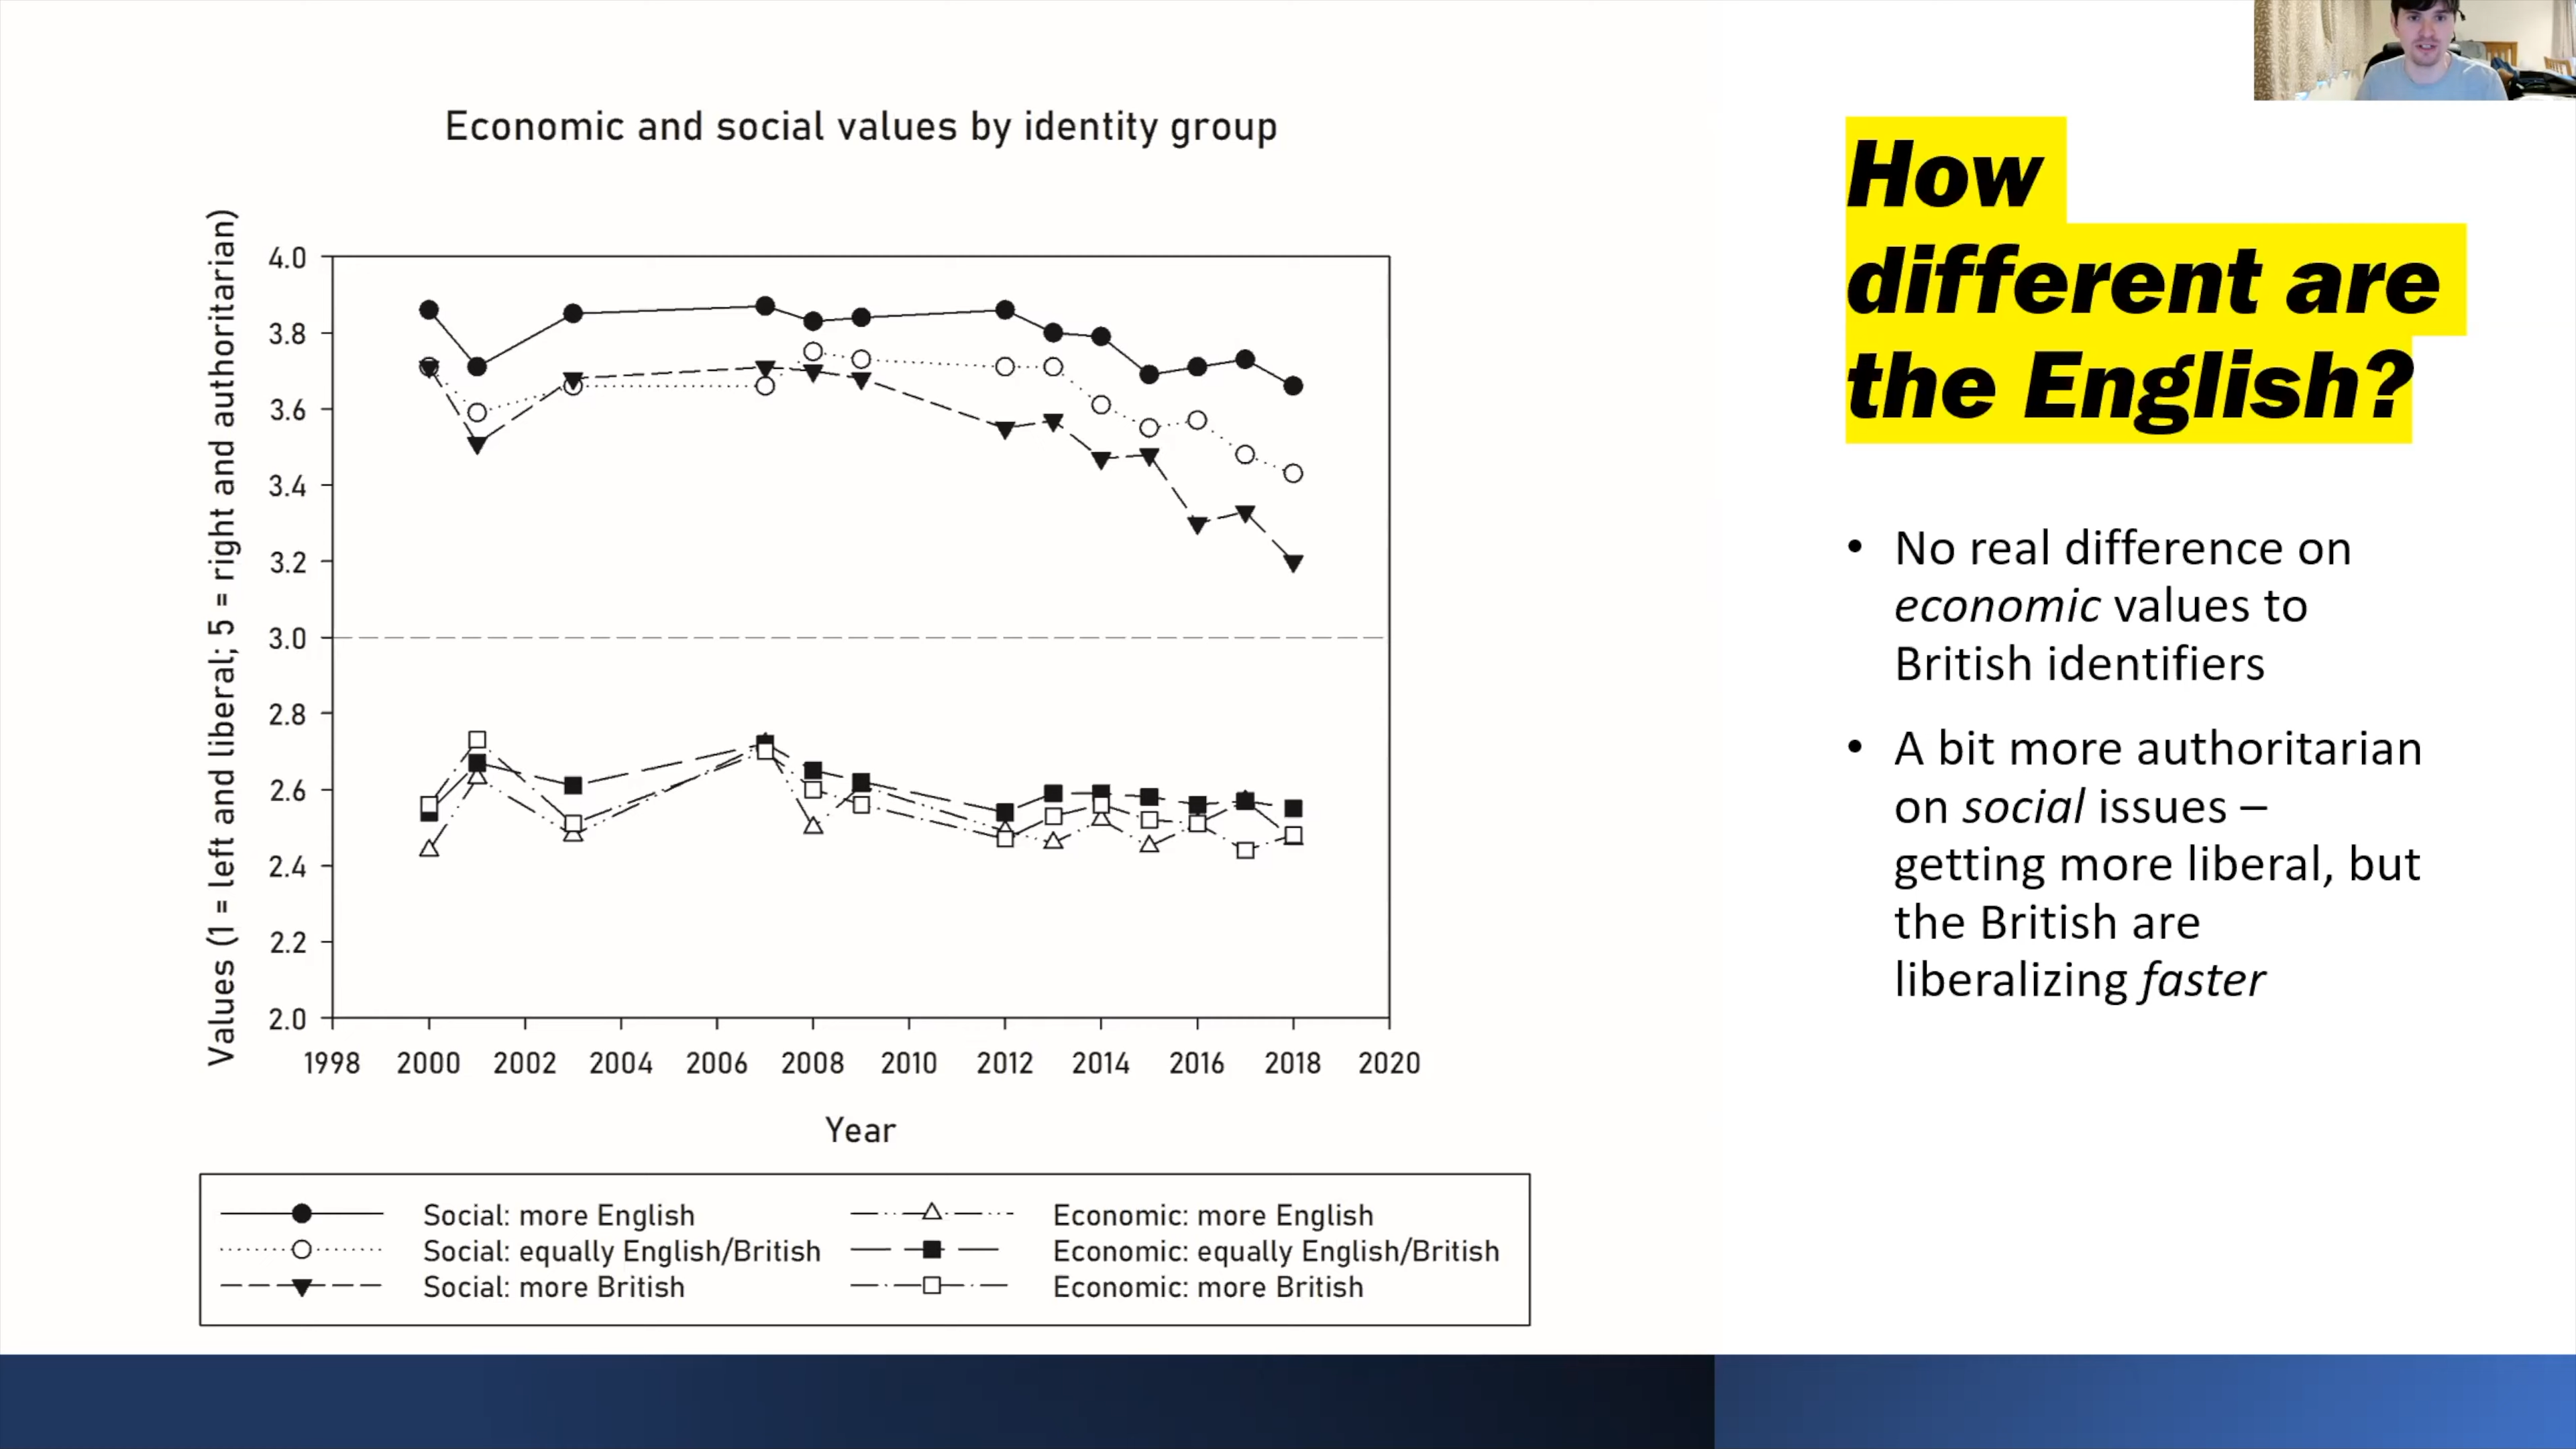 Economic and social values by identity group
Values (1 = left and liberal; 5 = right and authoritarian)
4.0
3.8
3.6
3.4
3.2
3.0
2.8
2.6
2.4
2.2
2.0
1998 2000 2002 2004 2006 2008 2010 2012 2014 2016 2018 2020
Year
Social: more English
Social: equally English/British
Social: more British
Economic: more English
Economic: equally English/British
Economic: more British
How
different are
the English?
• No real difference on
economic values to
British identifiers
• A bit more authoritarian
on social issues –
getting more liberal, but
the British are
liberalizing faster